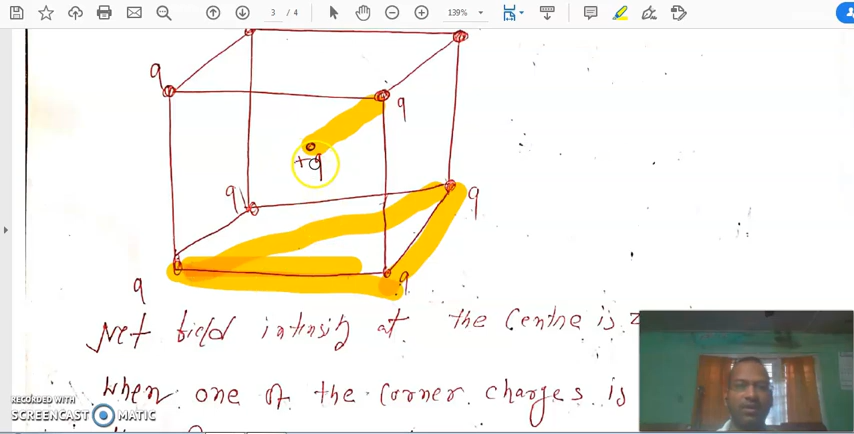 3 / 4
139%
q
q
+q
q
q
q
q
Net field intensity at the Centre is
When one of the corner charges is
RECORDED WITH
SCREENCAST MATIC